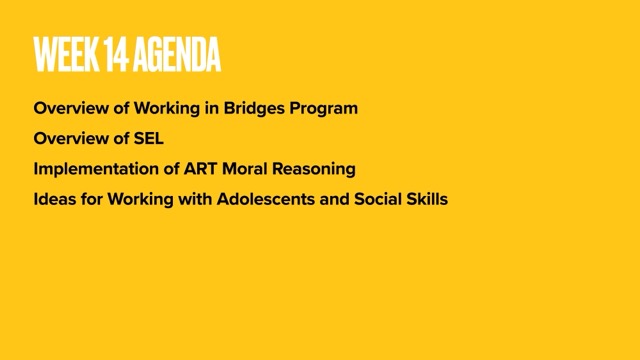 WEEK 14 AGENDA
Overview of Working in Bridges Program
Overview of SEL
Implementation of ART Moral Reasoning
Ideas for Working with Adolescents and Social Skills